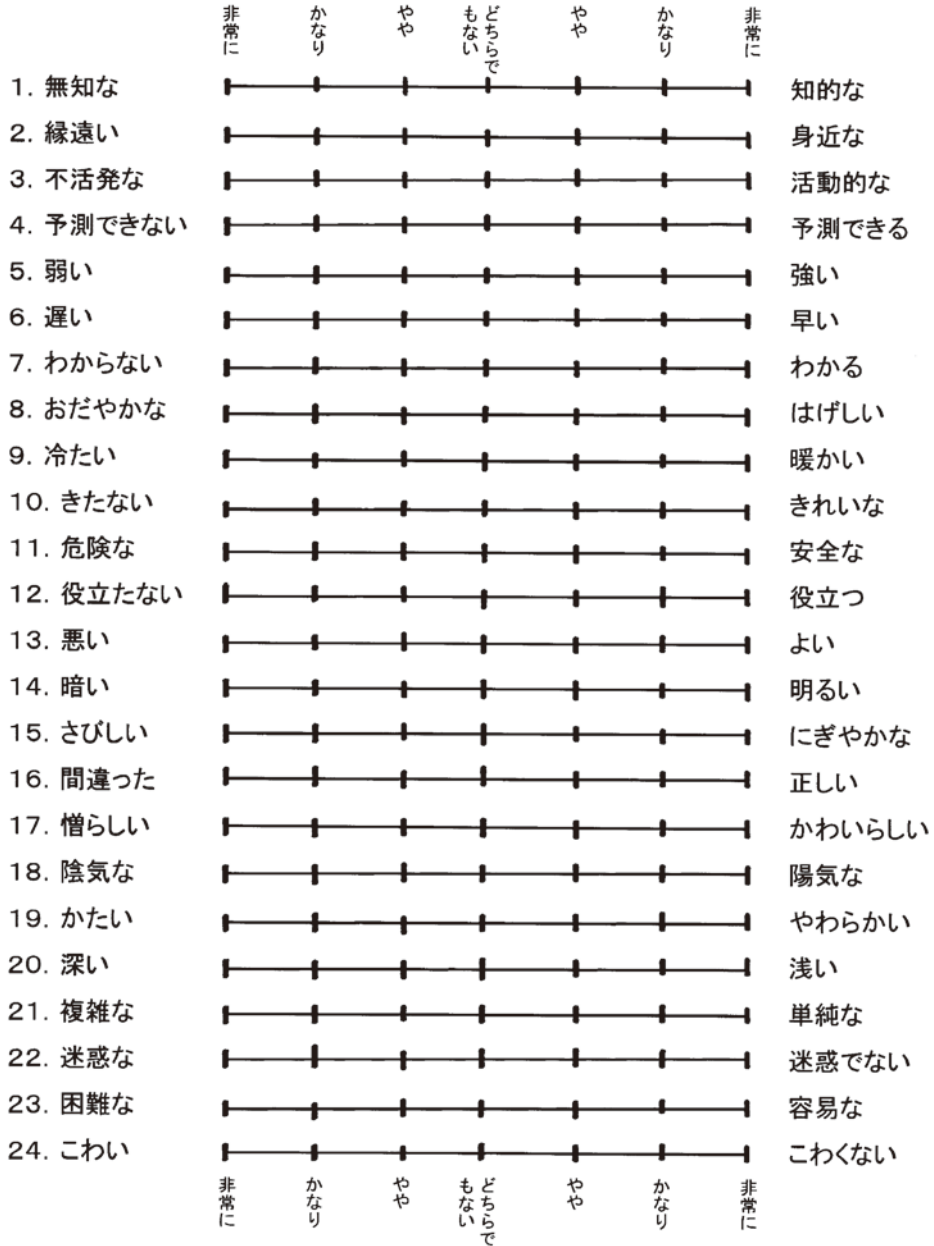 非常に かなり やや どちらでもない やや かなり 非常に
1. 無知な 知的な
2. 縁遠い 身近な
3. 不活発な 活動的な
4. 予測できない 予測できる
5. 弱い 強い
6. 遅い 早い
7. わからない わかる
8. おだやかな はげしい
9. 冷たい 暖かい
10. きたない きれいな
11. 危険な 安全な
12. 役立たない 役立つ
13. 悪い よい
14. 暗い 明るい
15. さびしい にぎやかな
16. 間違った 正しい
17. 憎らしい かわいらしい
18. 陰気な 陽気な
19. かたい やわらかい
20. 深い 浅い
21. 複雑な 単純な
22. 迷惑な 迷惑でない
23. 困難な 容易な
24. こわい こわくない
非常に かなり やや どちらでもない やや かなり 非常に